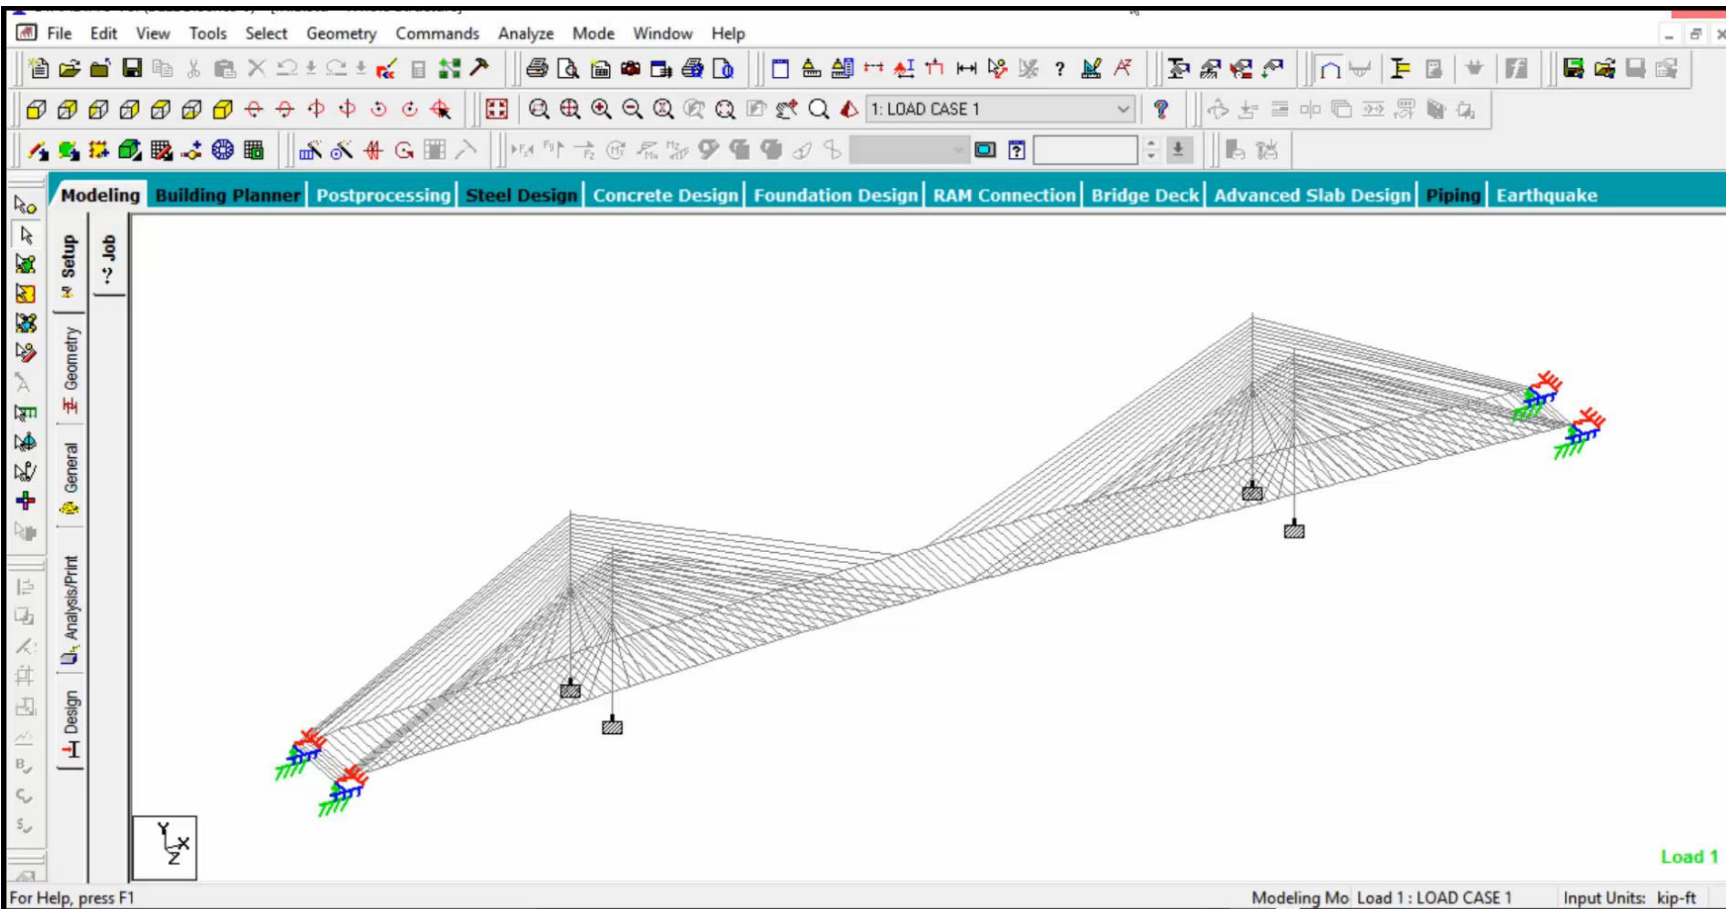 File Edit View Tools Select Geometry Commands Analyze Mode Window Help
1: LOAD CASE 1
Modeling Building Planner Postprocessing Steel Design Concrete Design Foundation Design RAM Connection Bridge Deck Advanced Slab Design Piping Earthquake
Setup
? Job
Geometry
General
Analysis/Print
Design
Y
X
Z
Load 1
For Help, press F1
Modeling Mo Load 1 : LOAD CASE 1 Input Units: kip-ft